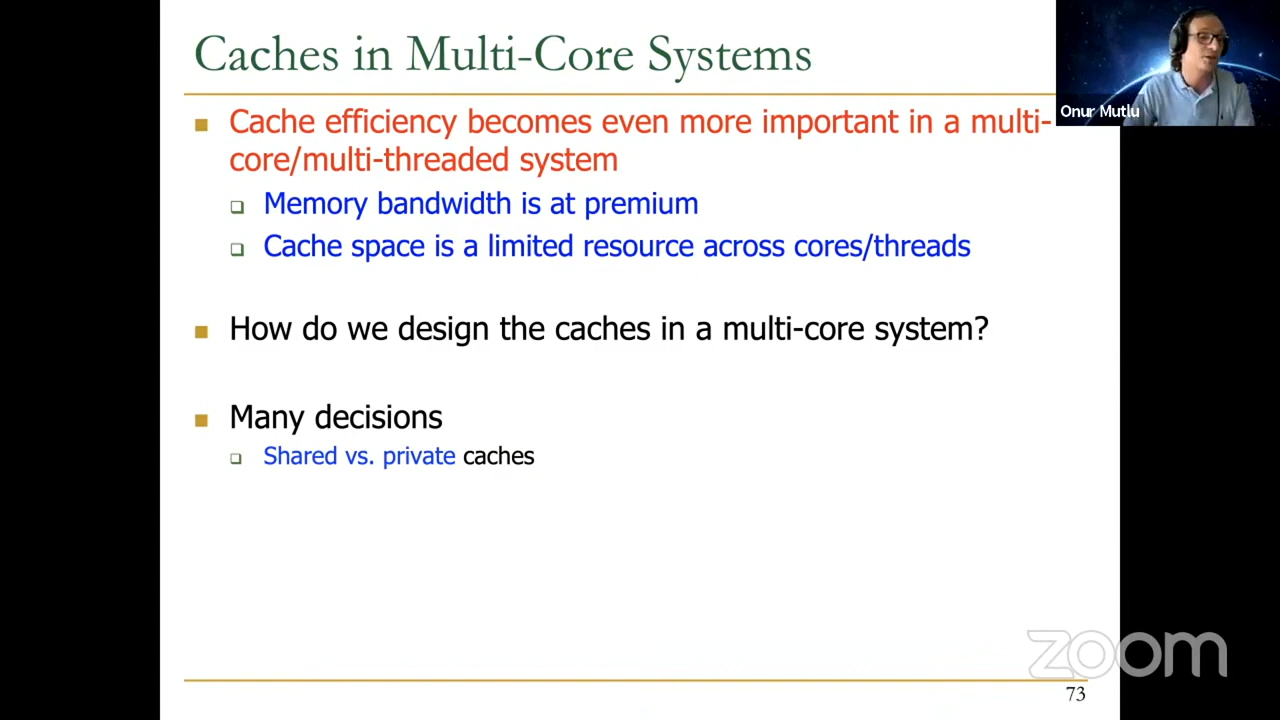 Caches in Multi-Core Systems
Onur Mutlu
Cache efficiency becomes even more important in a multi-
core/multi-threaded system
Memory bandwidth is at premium
Cache space is a limited resource across cores/threads
How do we design the caches in a multi-core system?
Many decisions
Shared vs. private caches
zoom
73